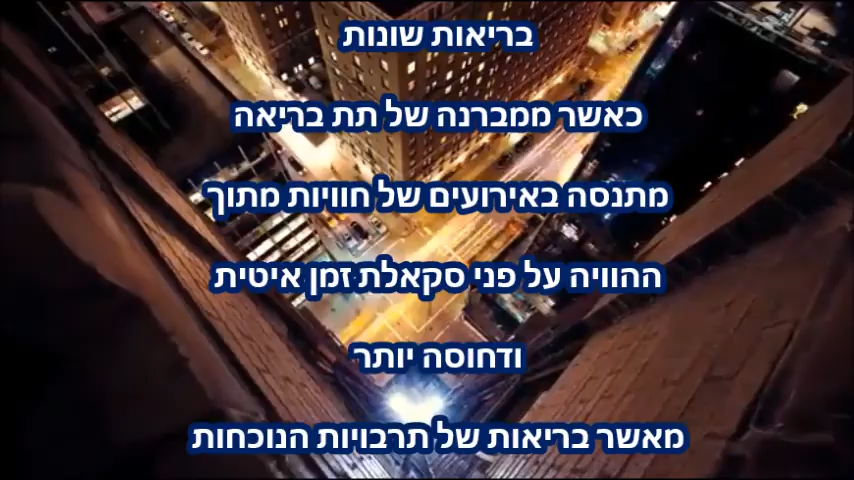 בריאות שונות
כאשר ממברנה של תת בריאה
מתנסה באירועים של חוויות מתוך
ההוויה על פני סקאלת זמן איטית
ודחוסה יותר
מאשר בריאות של תרבויות הנוכחות